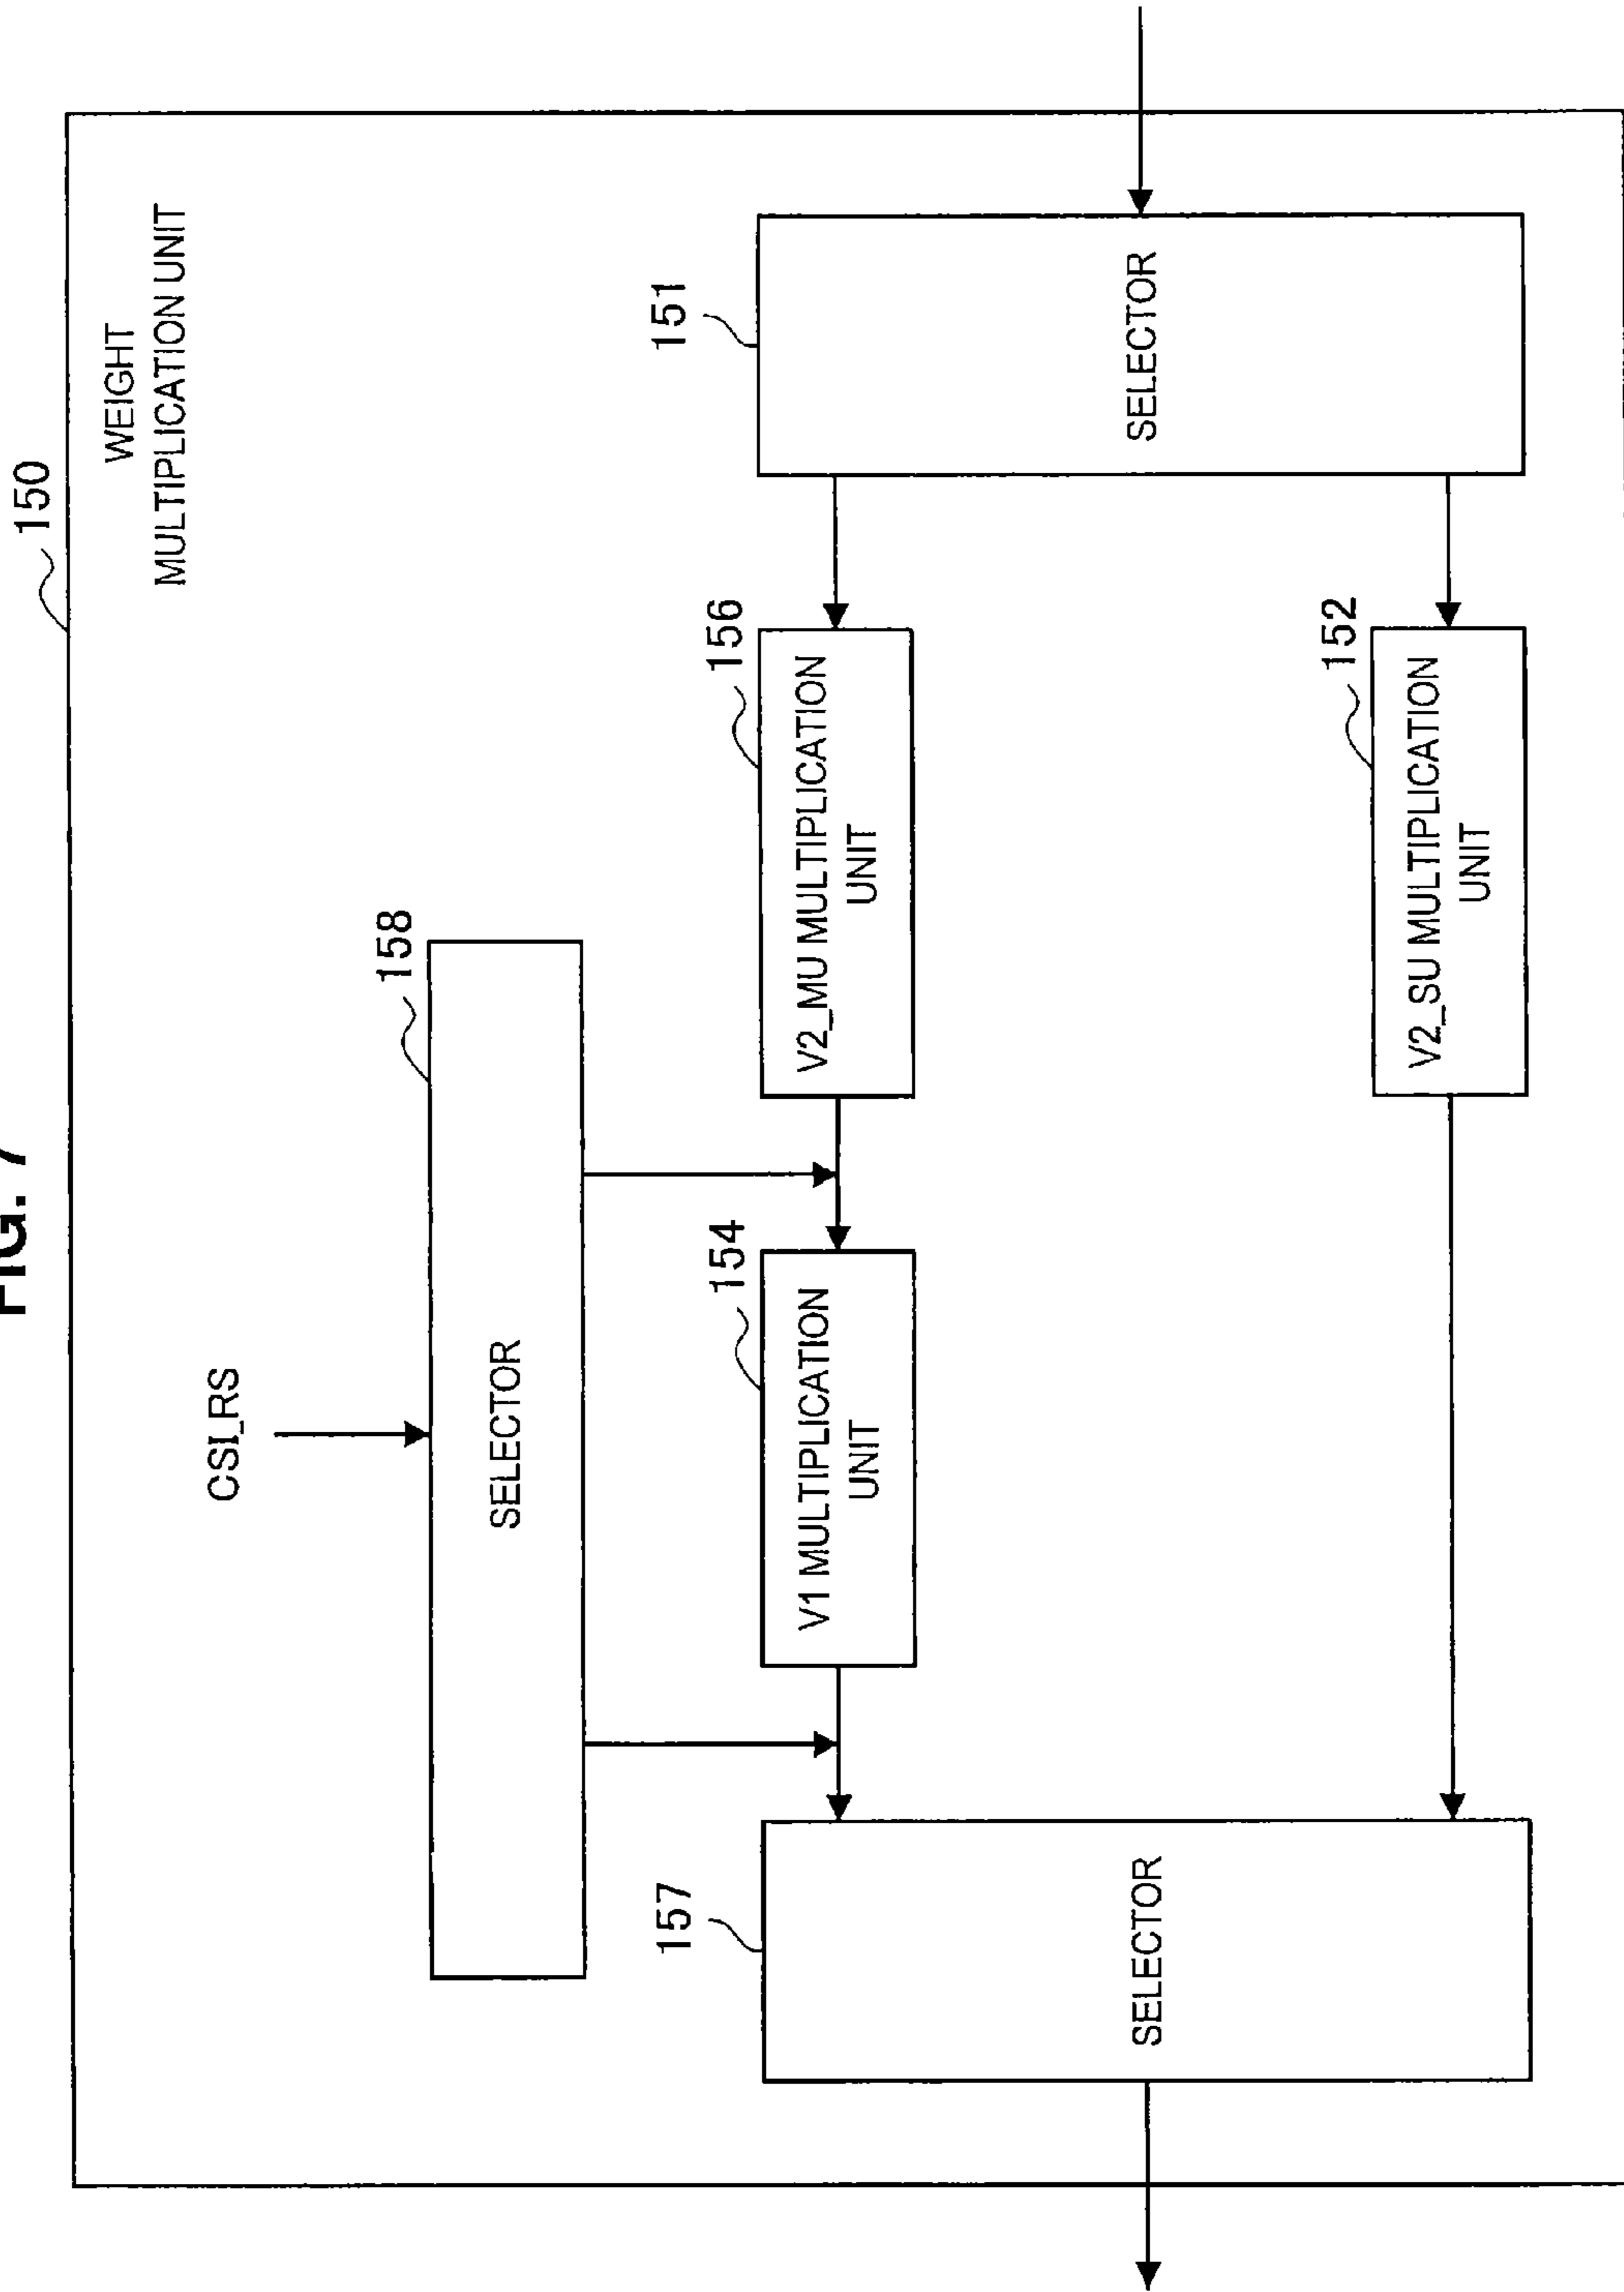 FIG. 7
150
WEIGHT
MULTIPLICATION UNIT
CSI_RS
158
SELECTOR
157
SELECTOR
154
V1 MULTIPLICATION
UNIT
156
V2_MU MULTIPLICATION
UNIT
151
SELECTOR
152
V2_SU MULTIPLICATION
UNIT